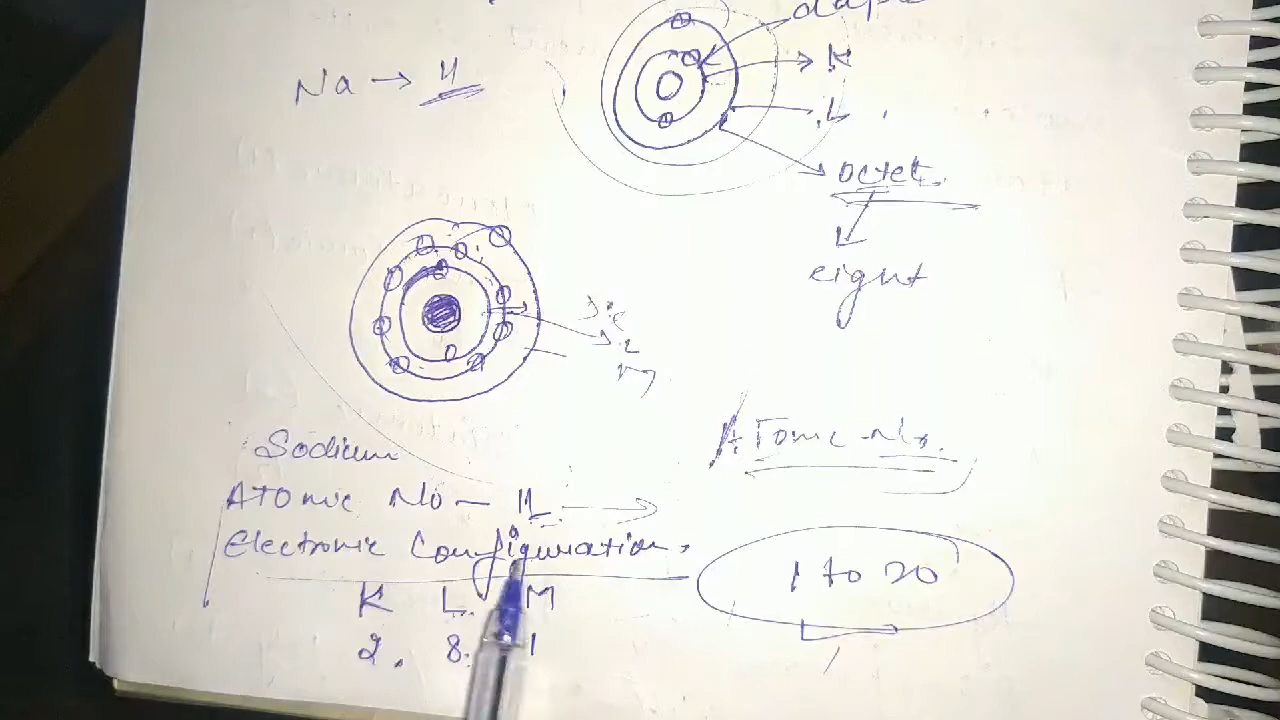 Na → 11
K
L
octet.
eight
K
L
M
Sodium
Atomic No.
Atomic No – 11 →
Electronic Configuration.
1 to 20
K L. M
2. 8. 1